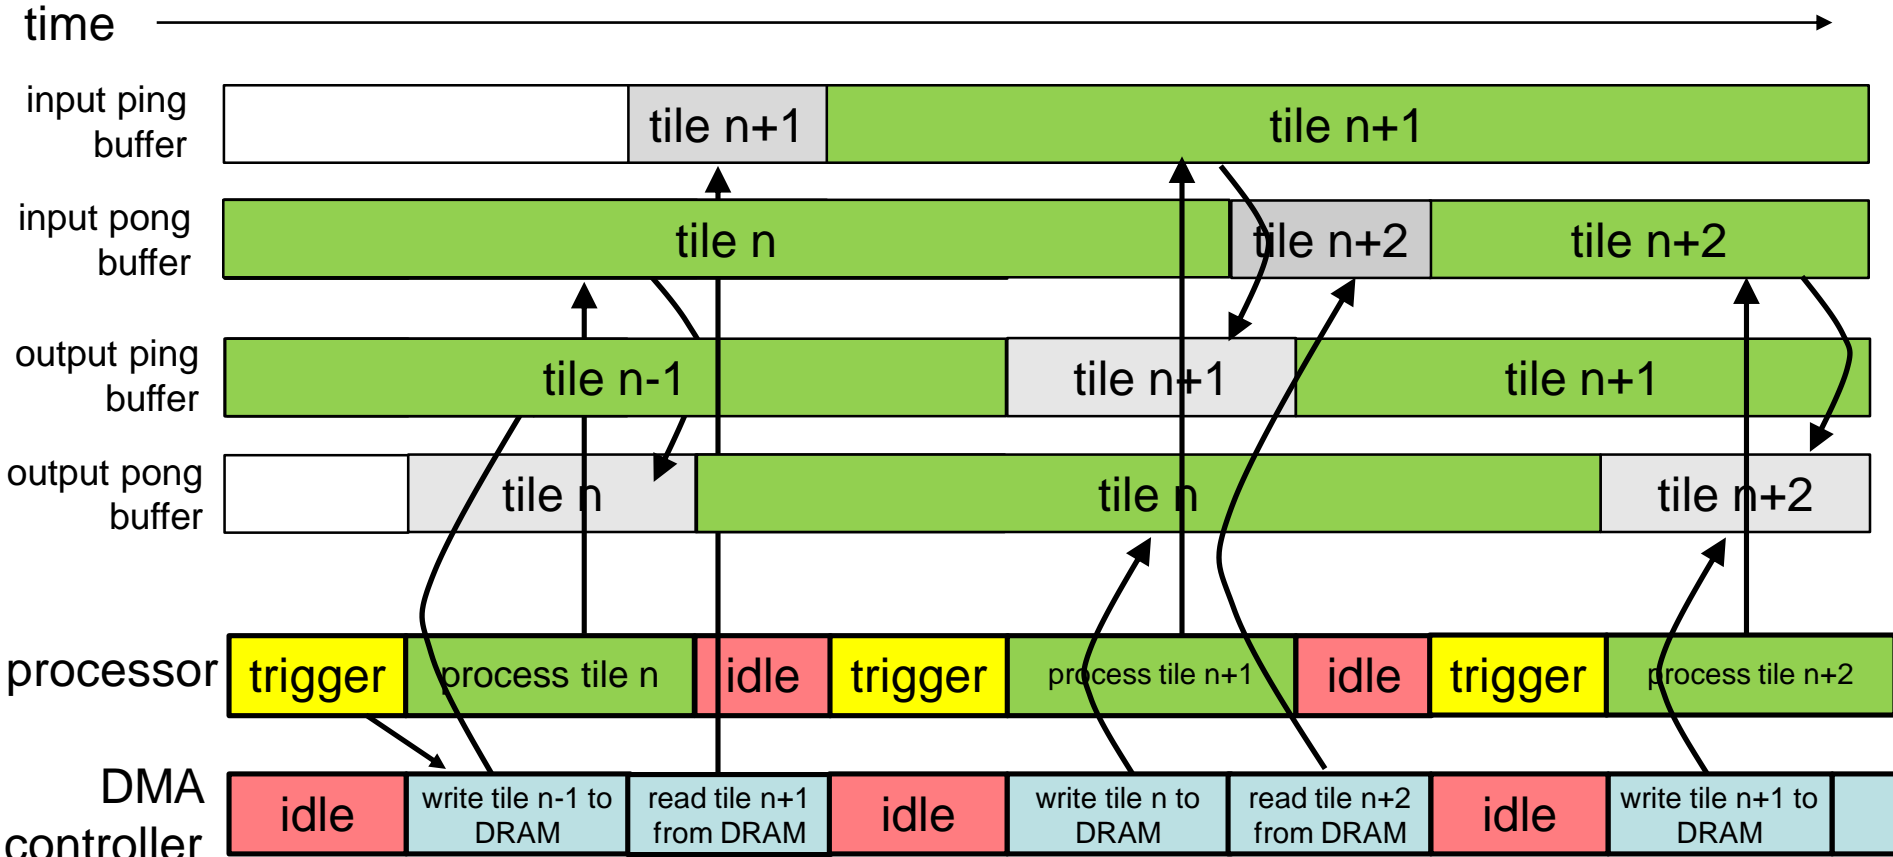 time
input ping
buffer
tile n+1
tile n+1
input pong
buffer
tile n
tile n+2
tile n+2
output ping
buffer
tile n-1
tile n+1
tile n+1
output pong
buffer
tile n
tile n
tile n+2
processor
trigger
process tile n
idle
trigger
process tile n+1
idle
trigger
process tile n+2
DMA
controller
idle
write tile n-1 to
DRAM
read tile n+1
from DRAM
idle
write tile n to
DRAM
read tile n+2
from DRAM
idle
write tile n+1 to
DRAM